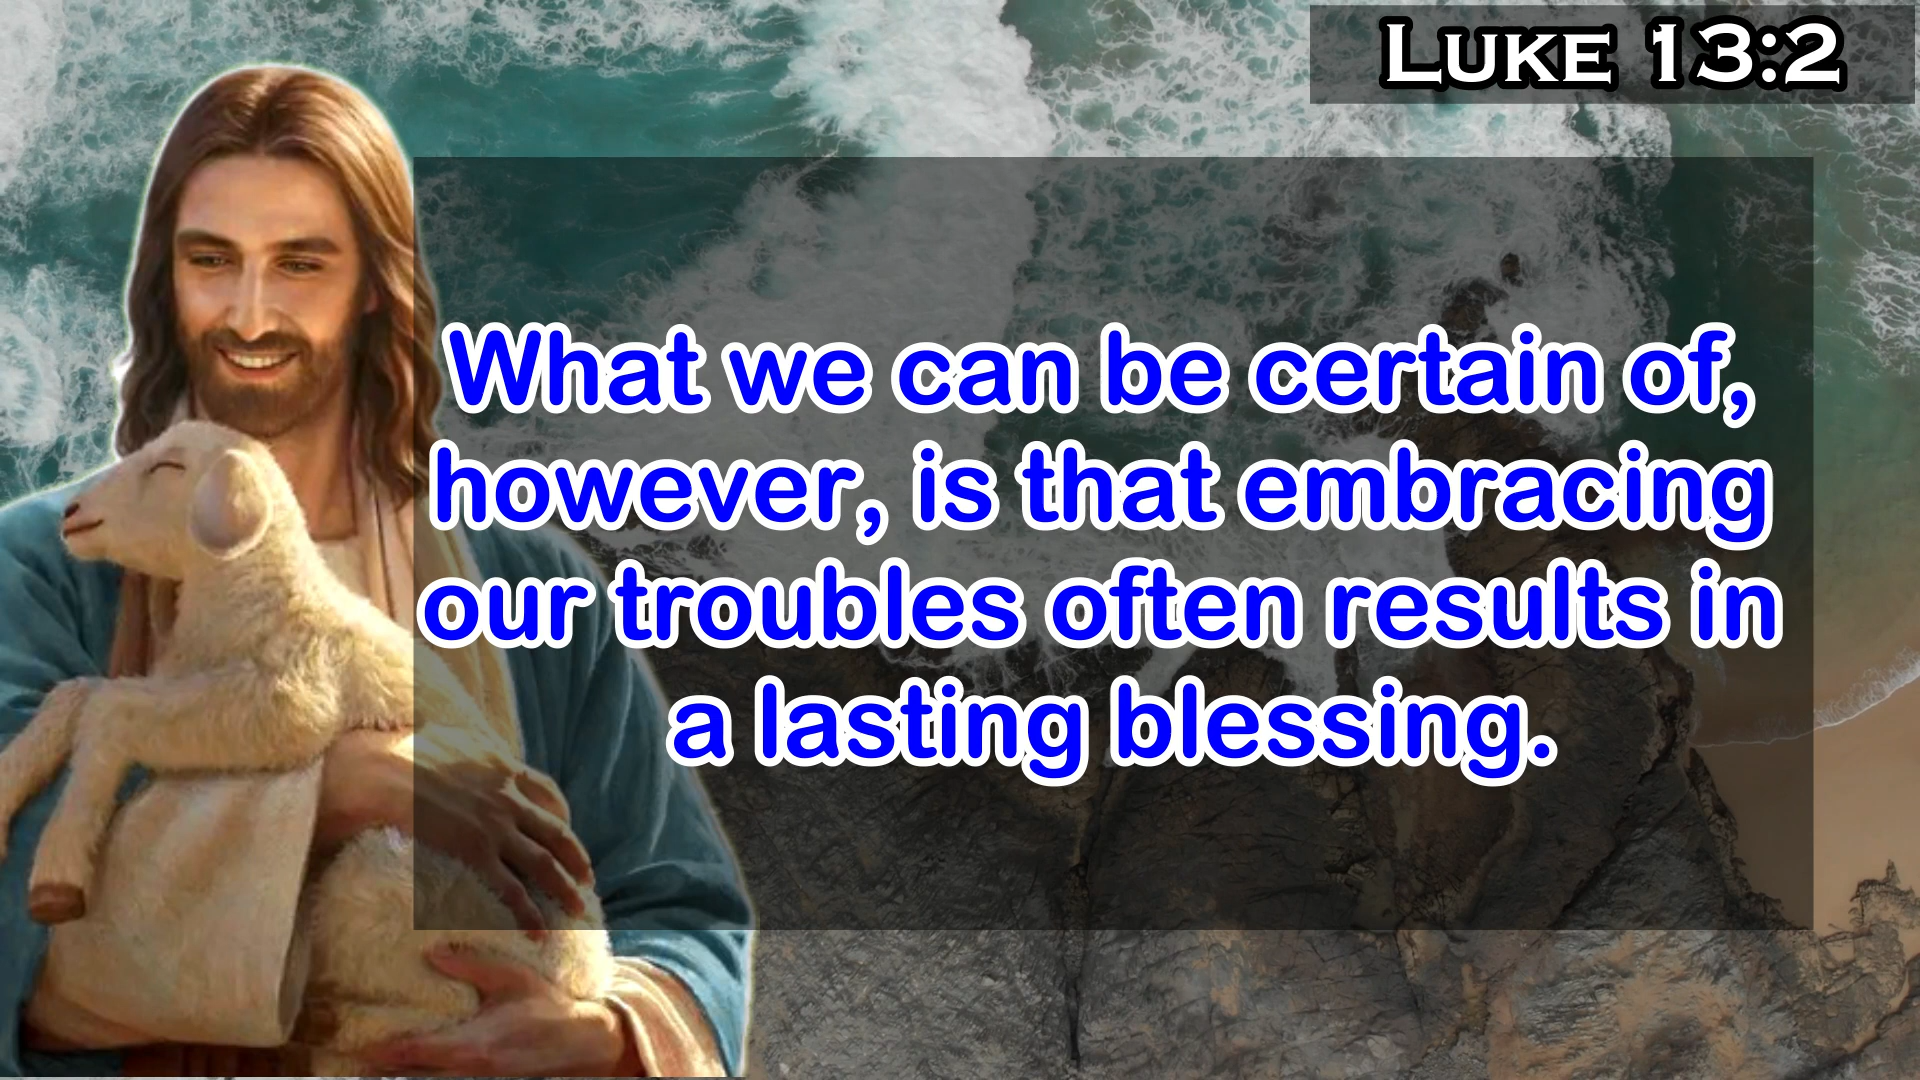 Luke 13:2
What we can be certain of,
however, is that embracing
our troubles often results in
a lasting blessing.